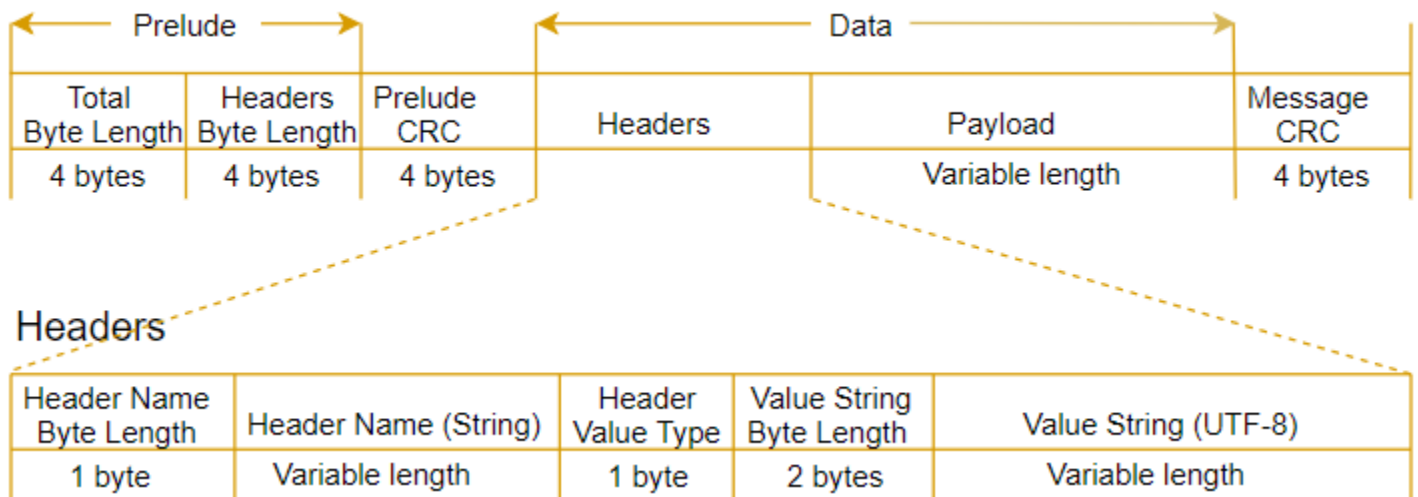 Prelude
Data
Total
Byte Length
Headers
Byte Length
Prelude
CRC
Headers
Payload
Message
CRC
4 bytes
4 bytes
4 bytes
Variable length
4 bytes
Headers
Header Name
Byte Length
Header Name (String)
Header
Value Type
Value String
Byte Length
Value String (UTF-8)
1 byte
Variable length
1 byte
2 bytes
Variable length